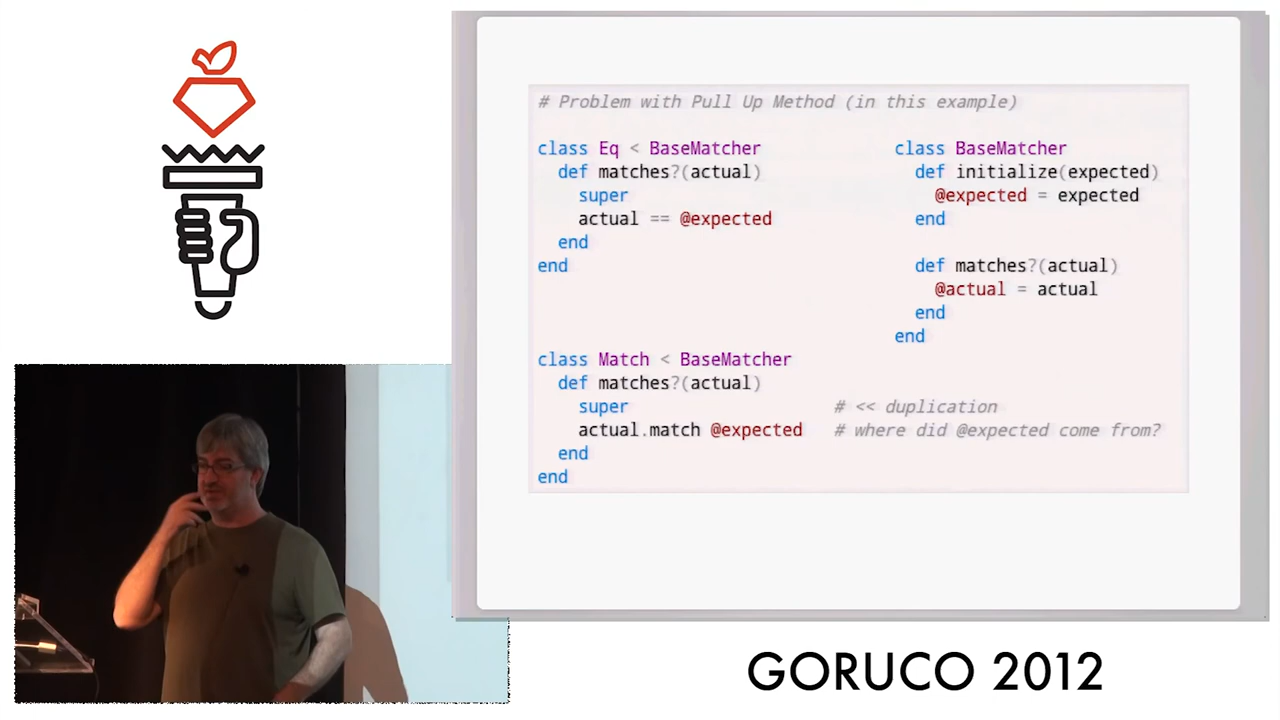 # Problem with Pull Up Method (in this example)
class Eq < BaseMatcher
  def matches?(actual)
    super
    actual == @expected
  end
end
class Match < BaseMatcher
  def matches?(actual)
    super # << duplication
    actual.match @expected # where did @expected come from?
  end
end
class BaseMatcher
  def initialize(expected)
    @expected = expected
  end
  def matches?(actual)
    @actual = actual
  end
end
GORUCO 2012